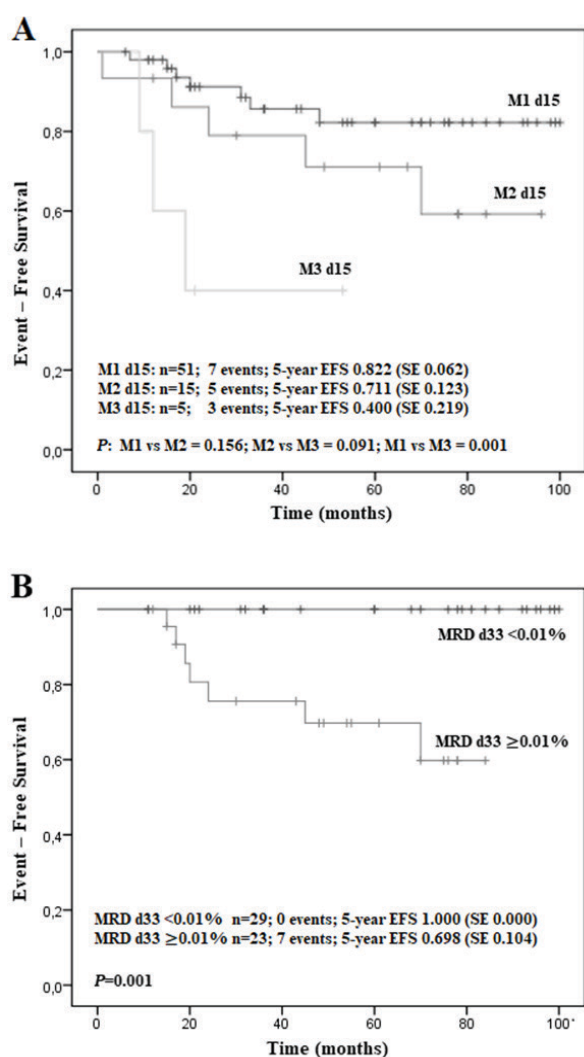 A
1,0
0,8
0,6
0,4
0,2
0,0
Event – Free Survival
M1 d15
M2 d15
M3 d15
M1 d15: n=51; 7 events; 5-year EFS 0.822 (SE 0.062)
M2 d15: n=15; 5 events; 5-year EFS 0.711 (SE 0.123)
M3 d15: n=5; 3 events; 5-year EFS 0.400 (SE 0.219)
P: M1 vs M2 = 0.156; M2 vs M3 = 0.091; M1 vs M3 = 0.001
0 20 40 60 80 100
Time (months)
B
1,0
0,8
0,6
0,4
0,2
0,0
Event – Free Survival
MRD d33 <0.01%
MRD d33 ≥0.01%
MRD d33 <0.01% n=29; 0 events; 5-year EFS 1.000 (SE 0.000)
MRD d33 ≥0.01% n=23; 7 events; 5-year EFS 0.698 (SE 0.104)
P=0.001
0 20 40 60 80 100
Time (months)